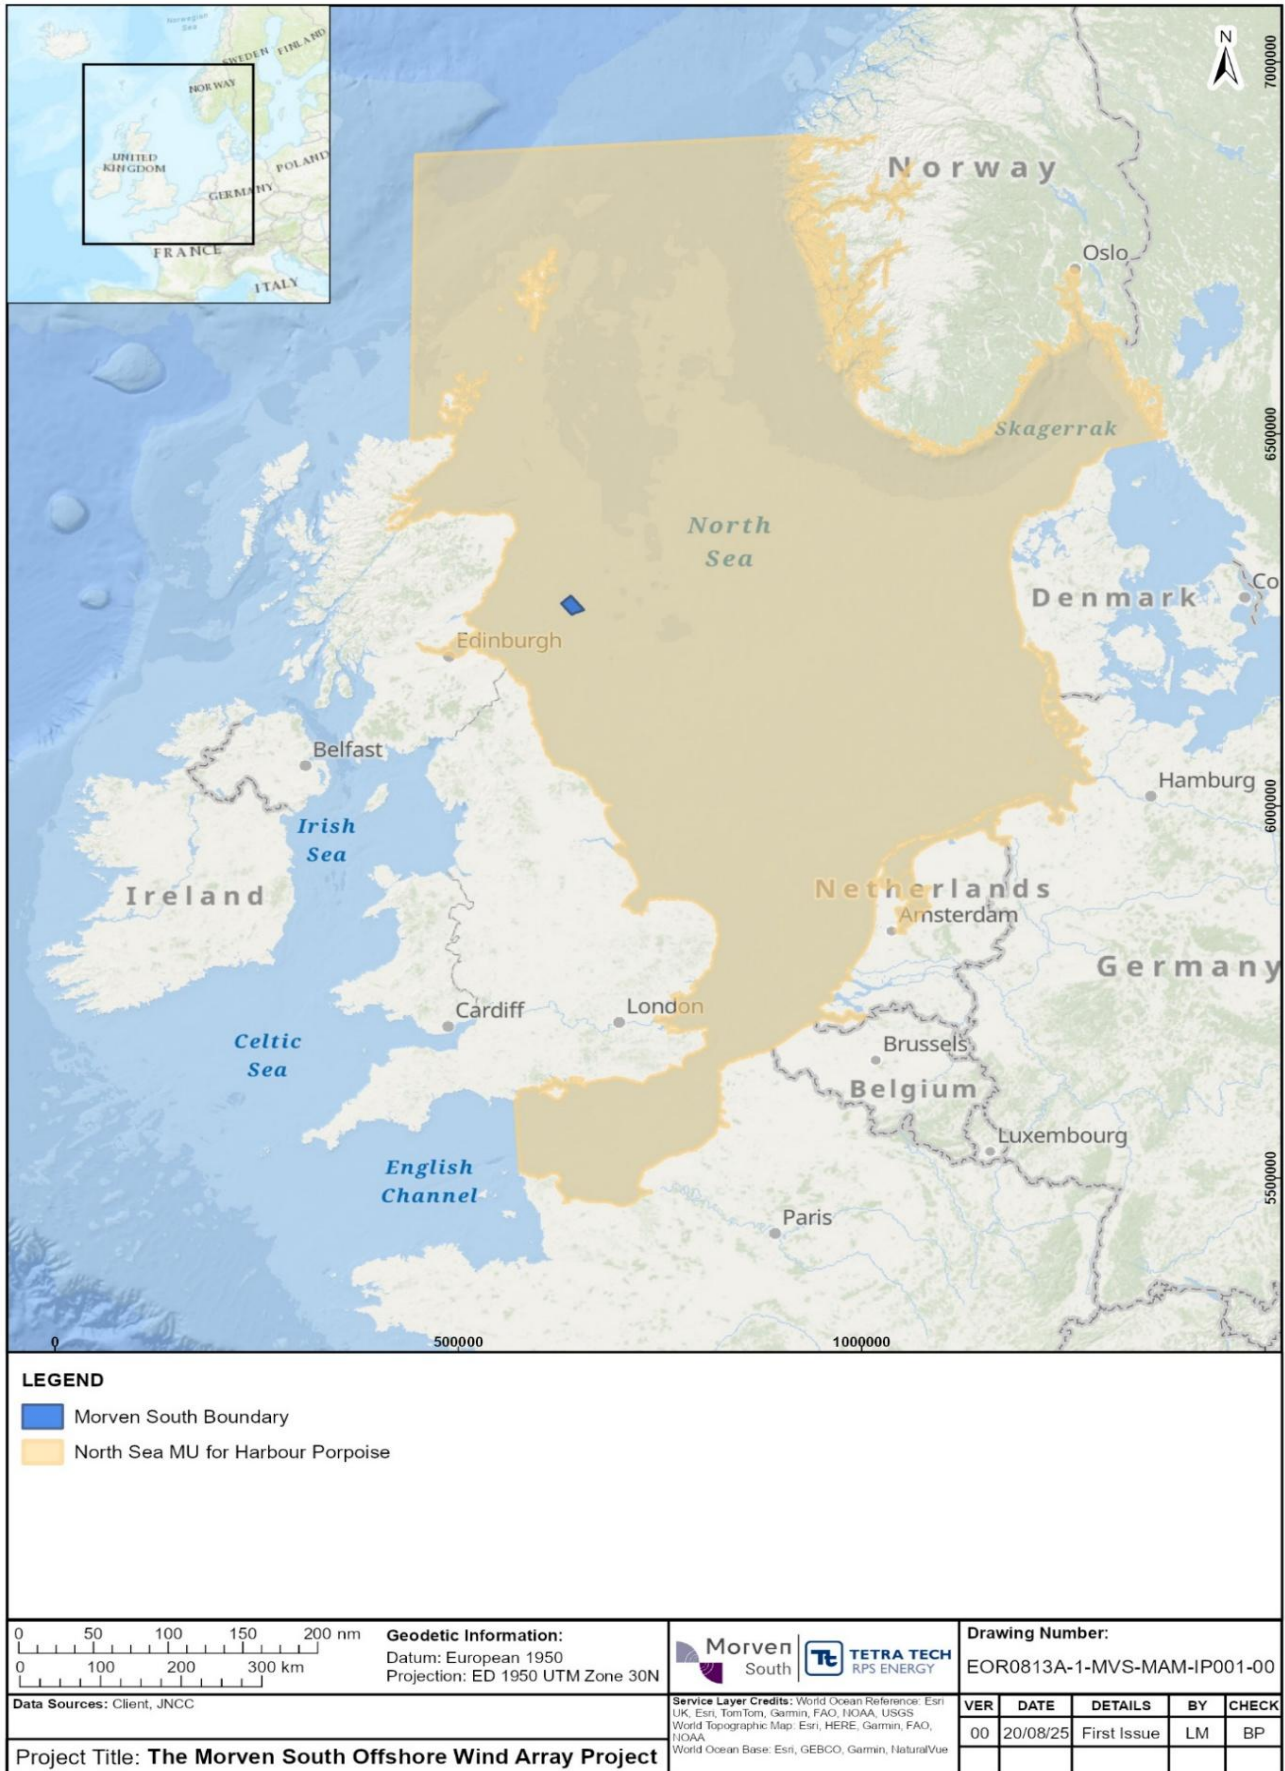 Norwegian
Sea
SWEDEN
FINLAND
NORWAY
UNITED
KINGDOM
POLAND
GERMANY
FRANCE
ITALY
N
7000000
Norway
Oslo
Skagerrak
6500000
North
Sea
Denmark
Co
Edinburgh
Belfast
Hamburg
6000000
Irish
Sea
Ireland
Netherlands
Amsterdam
Germany
Cardiff
London
Celtic
Sea
Brussels
Belgium
Luxembourg
English
Channel
5500000
Paris
0
500000
1000000
LEGEND
Morven South Boundary
North Sea MU for Harbour Porpoise
0 50 100 150 200 nm
0 100 200 300 km
Geodetic Information:
Datum: European 1950
Projection: ED 1950 UTM Zone 30N
Data Sources: Client, JNCC
Project Title: The Morven South Offshore Wind Array Project
Morven
South
Tt
TETRA TECH
RPS ENERGY
Service Layer Credits: World Ocean Reference: Esri
UK, Esri, TomTom, Garmin, FAO, NOAA, USGS
World Topographic Map: Esri, HERE, Garmin, FAO,
NOAA
World Ocean Base: Esri, GEBCO, Garmin, NaturalVue
Drawing Number:
EOR0813A-1-MVS-MAM-IP001-00
VER DATE DETAILS BY CHECK
00 20/08/25 First Issue LM BP